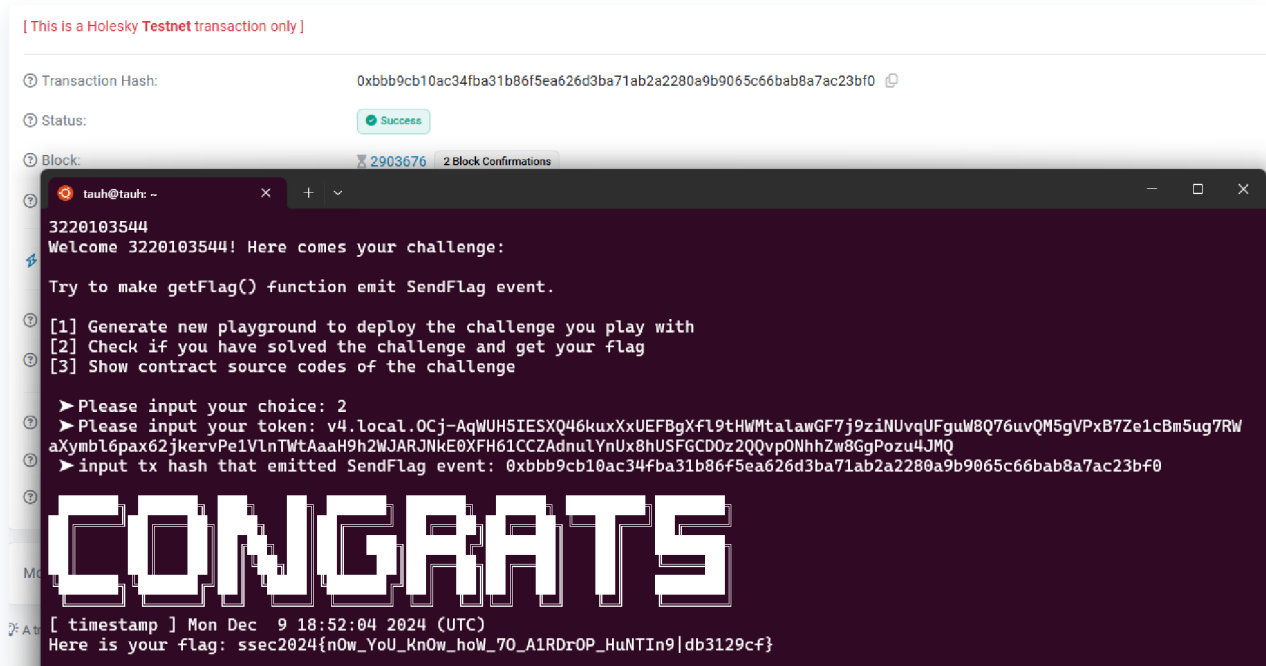 [ This is a Holesky Testnet transaction only ]
Transaction Hash: 0xbbb9cb10ac34fba31b86f5ea626d3ba71ab2a2280a9b9065c66bab8a7ac23bf0
Status: Success
Block: 2903676 2 Block Confirmations
tauh@tauh: ~
3220103544
Welcome 3220103544! Here comes your challenge:
Try to make getFlag() function emit SendFlag event.
[1] Generate new playground to deploy the challenge you play with
[2] Check if you have solved the challenge and get your flag
[3] Show contract source codes of the challenge
➤Please input your choice: 2
➤Please input your token: v4.local.OCj-AqWUH5IESXQ46kuxXxUEFBgXfl9tHWMtalawGF7j9ziNUvqUFguW8Q76uvQM5gVPxB7Ze1cBm5ug7RW
aXymbl6pax62jkervPe1VlnTWtAaaH9h2WJARJNkE0XFH61CCZAdnulYnUx8hUSFGCDOz2QQvpONhhZw8GgPozu4JMQ
➤input tx hash that emitted SendFlag event: 0xbbb9cb10ac34fba31b86f5ea626d3ba71ab2a2280a9b9065c66bab8a7ac23bf0
CONGRATS
[ timestamp ] Mon Dec  9 18:52:04 2024 (UTC)
Here is your flag: ssec2024{nOw_YoU_KnOw_hoW_7O_A1RDrOP_HuNTIn9|db3129cf}